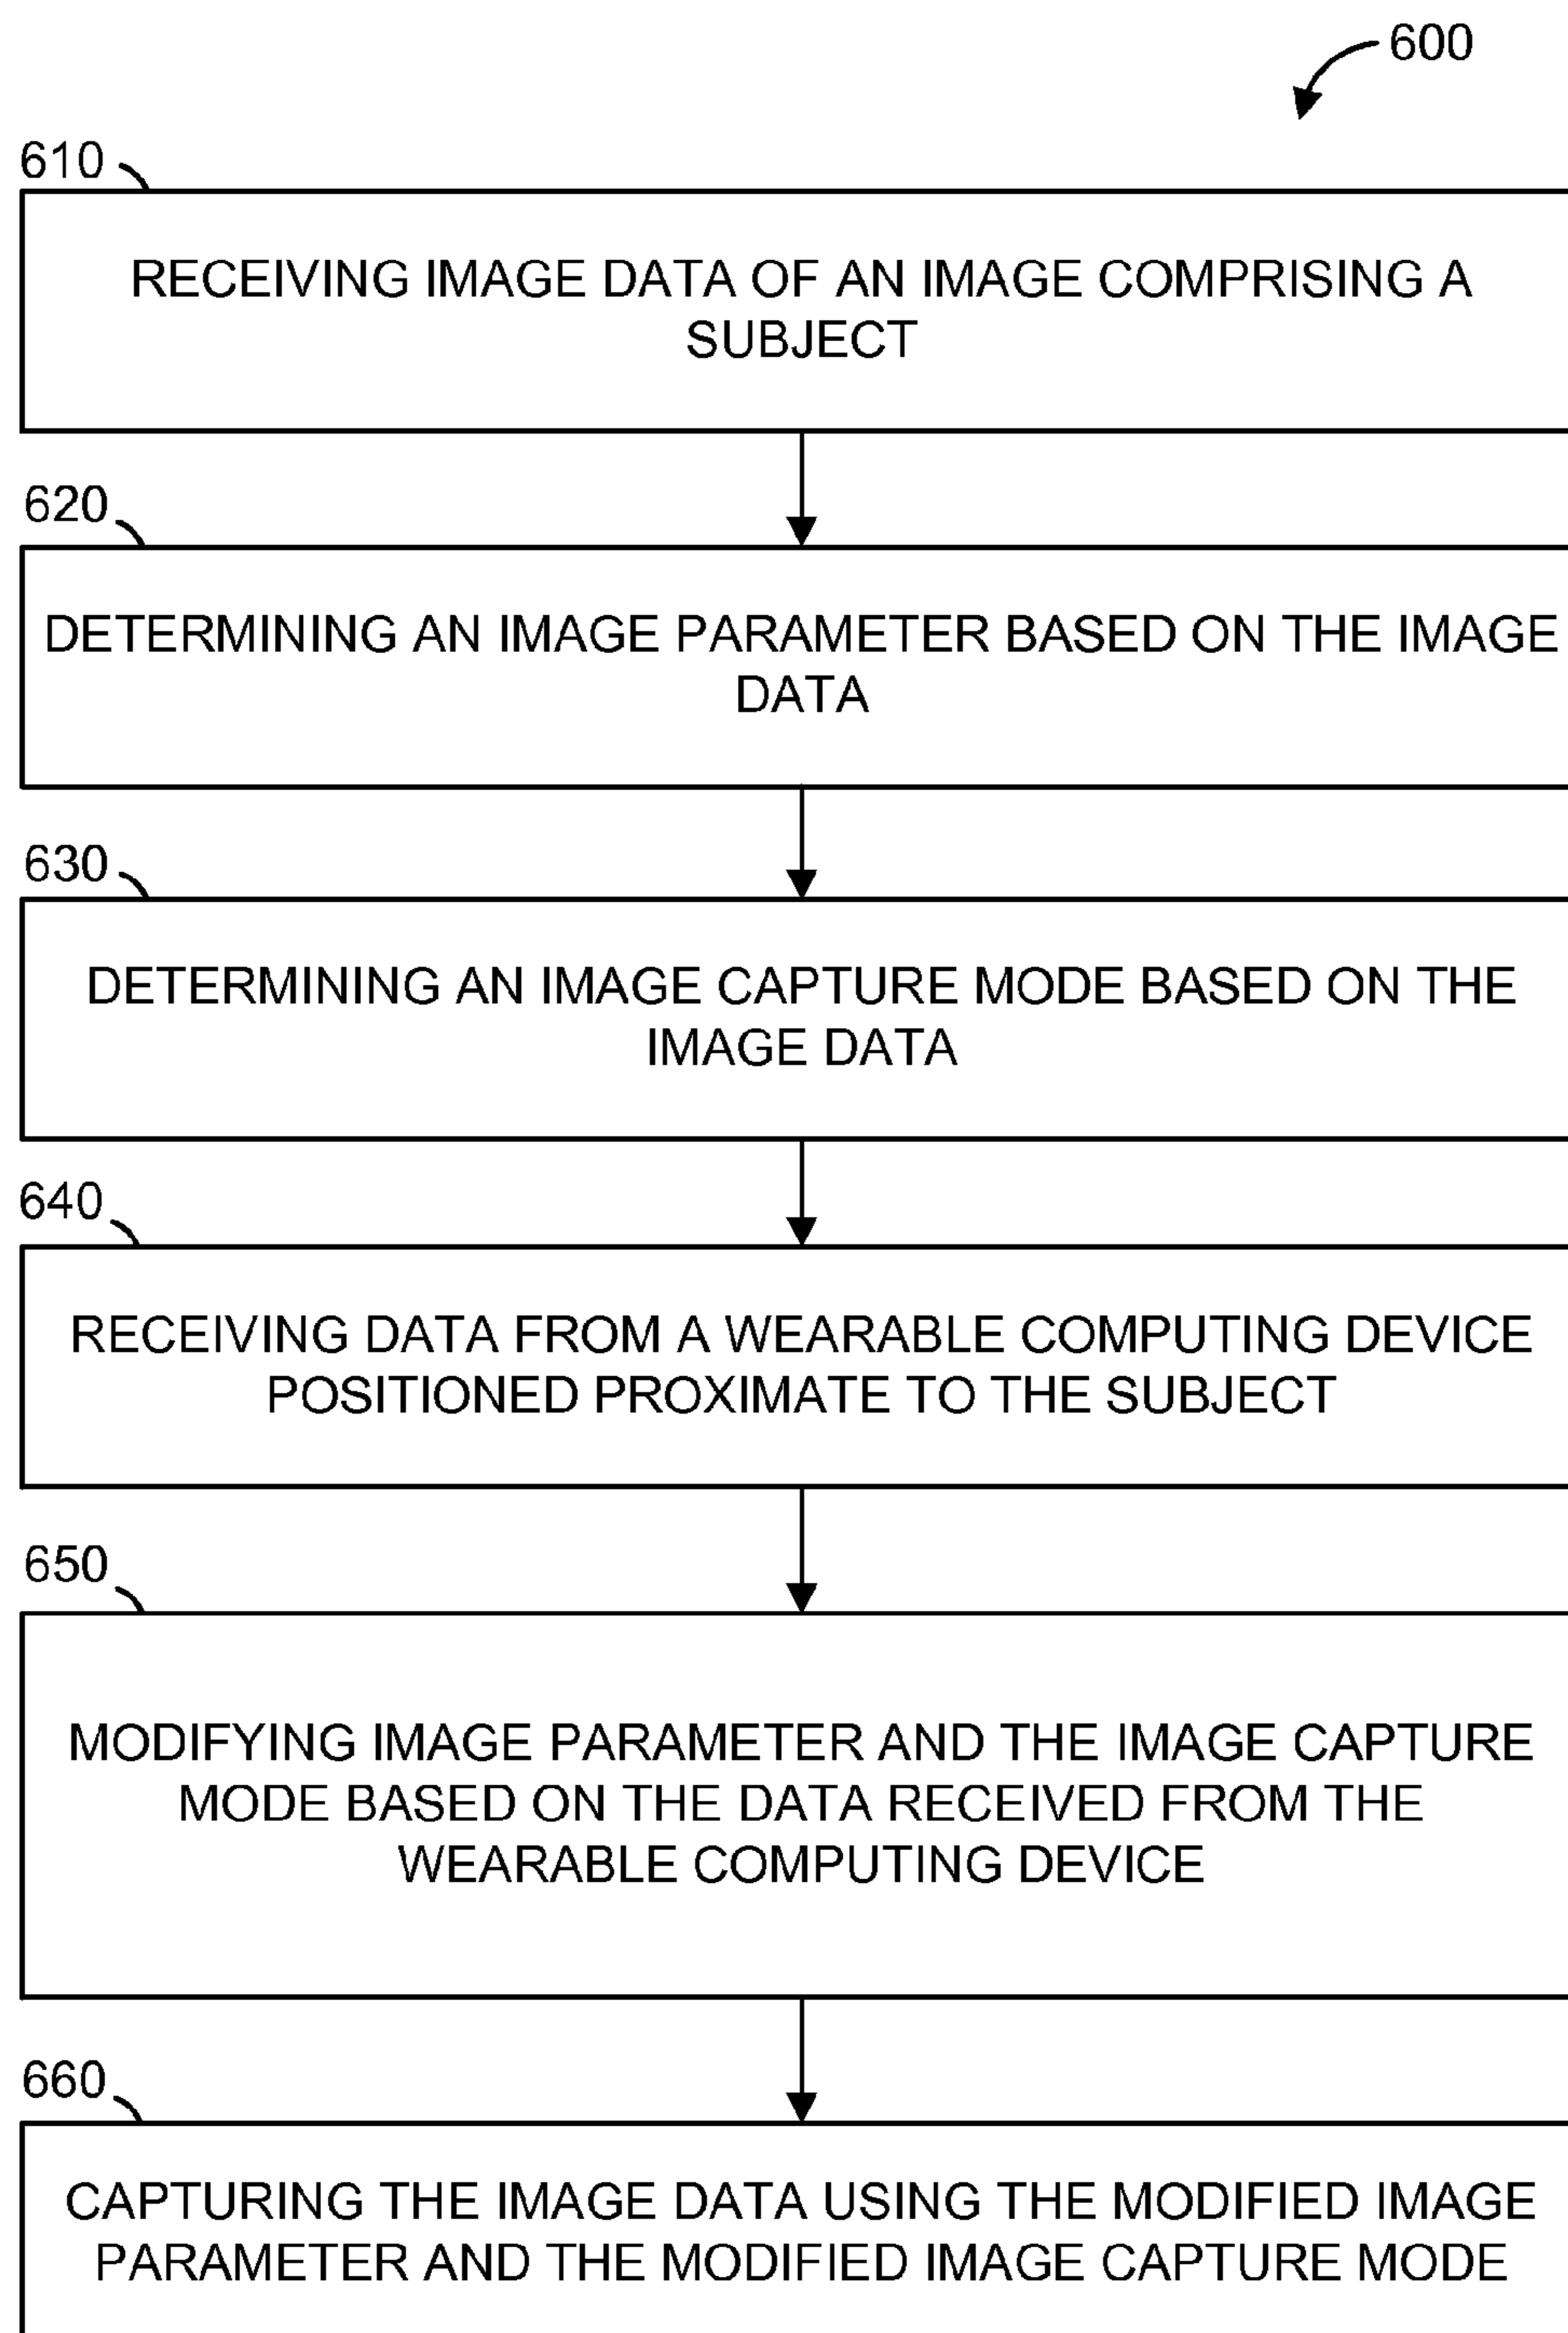 600
610
RECEIVING IMAGE DATA OF AN IMAGE COMPRISING A
SUBJECT
620
DETERMINING AN IMAGE PARAMETER BASED ON THE IMAGE
DATA
630
DETERMINING AN IMAGE CAPTURE MODE BASED ON THE
IMAGE DATA
640
RECEIVING DATA FROM A WEARABLE COMPUTING DEVICE
POSITIONED PROXIMATE TO THE SUBJECT
650
MODIFYING IMAGE PARAMETER AND THE IMAGE CAPTURE
MODE BASED ON THE DATA RECEIVED FROM THE
WEARABLE COMPUTING DEVICE
660
CAPTURING THE IMAGE DATA USING THE MODIFIED IMAGE
PARAMETER AND THE MODIFIED IMAGE CAPTURE MODE